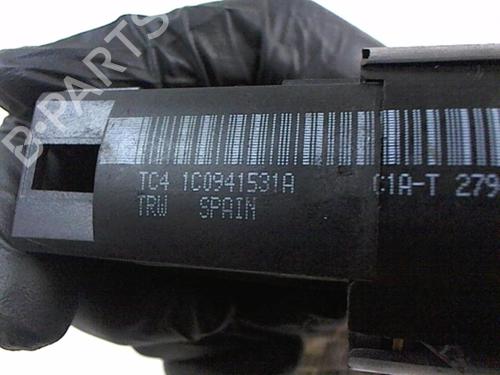 B-PARTS
TC4 1C0941531A C1A-T 279
TRW SPAIN